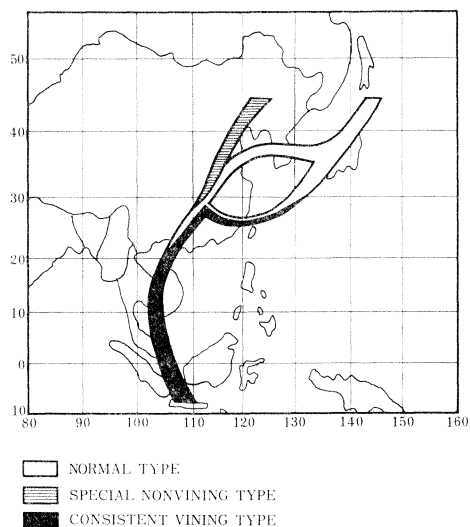 50
40
30
20
10
0
10
80 90 100 110 120 130 140 150 160
NORMAL TYPE
SPECIAL NONVINING TYPE
CONSISTENT VINING TYPE